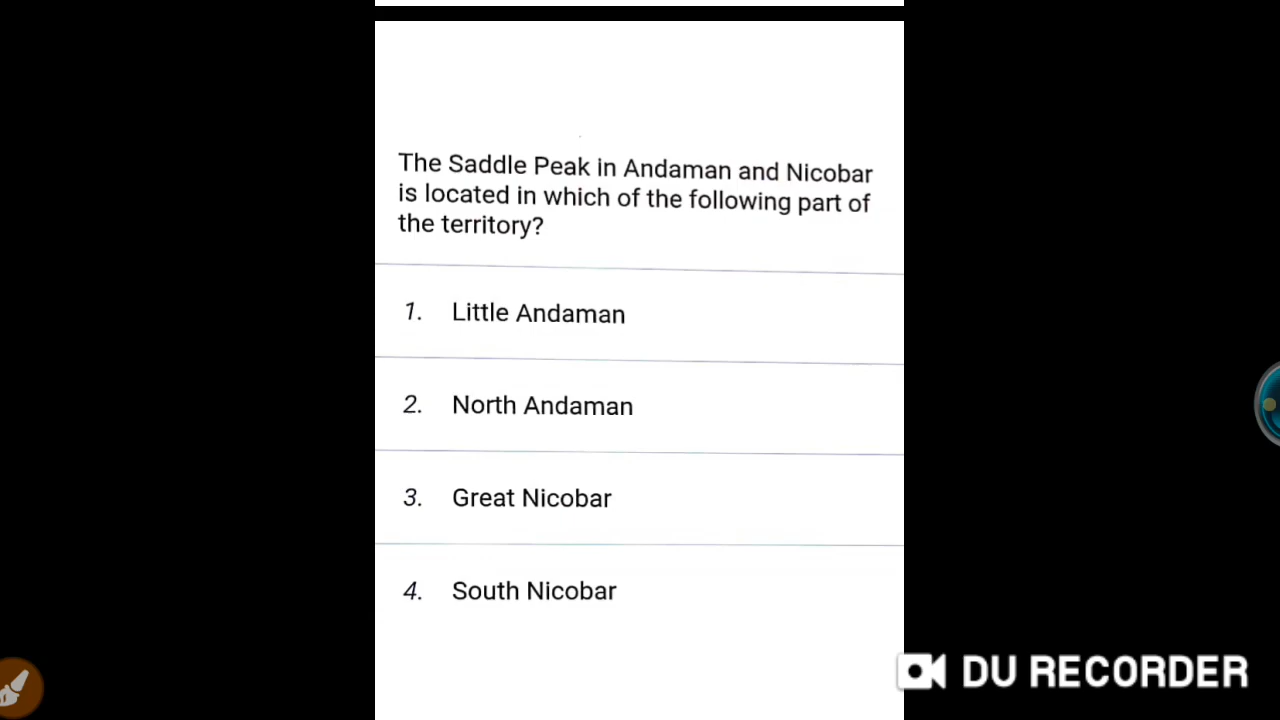 The Saddle Peak in Andaman and Nicobar
is located in which of the following part of
the territory?
1. Little Andaman
2. North Andaman
3. Great Nicobar
4. South Nicobar
DU RECORDER